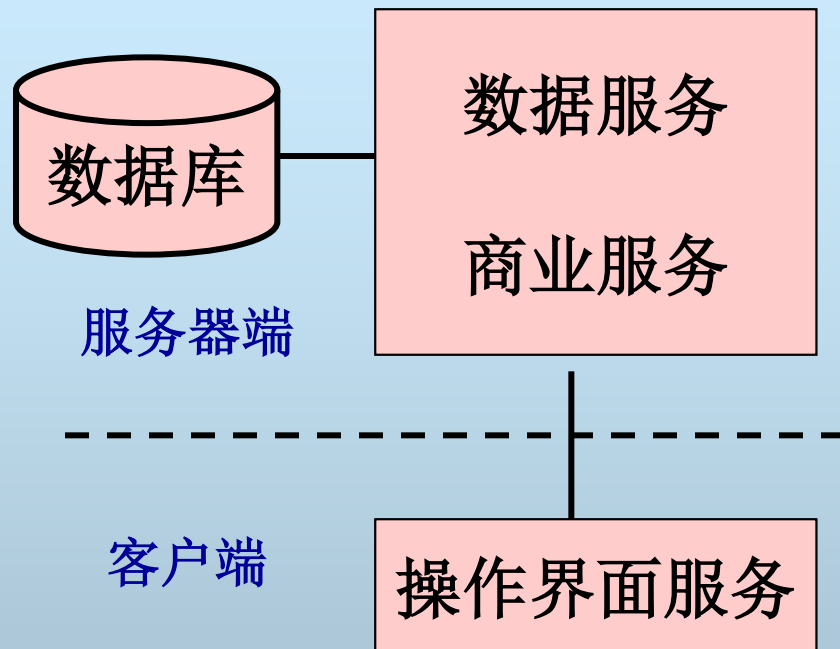 数据服务
数据库
商业服务
服务器端
客户端
操作界面服务